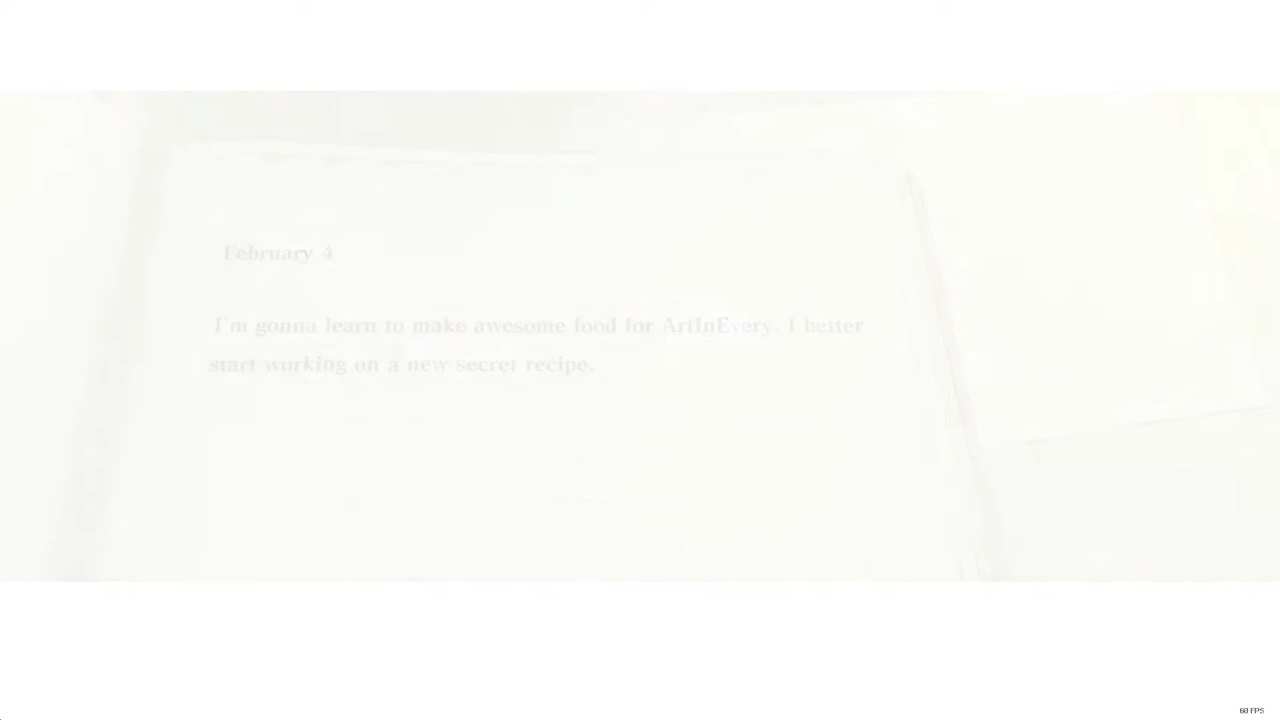 February 4
I'm gonna learn to make awesome food for ArtInEvery. I better
start working on a new secret recipe.
60 FPS